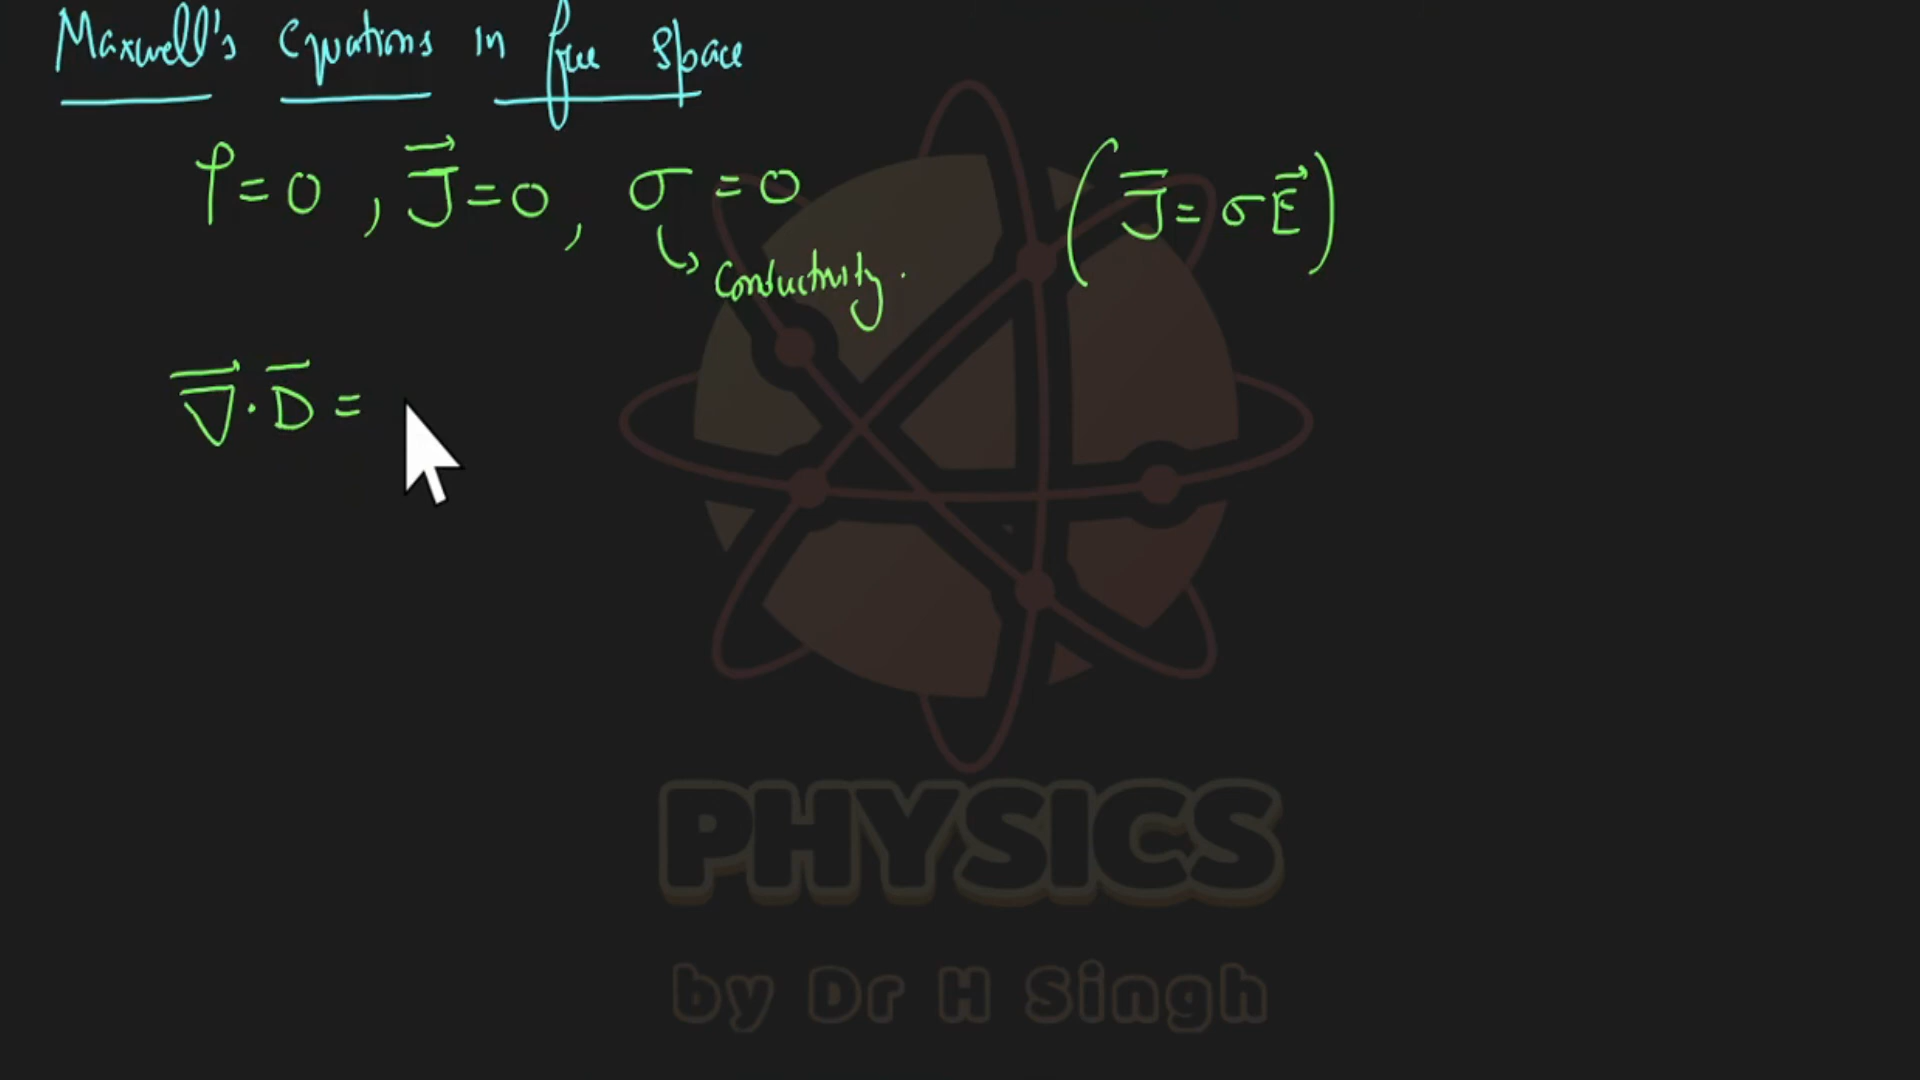 Maxwell's Equations in free space
ρ = 0 , J⃗ = 0 , σ = 0 ( J̅ = σE⃗ )
↳ Conductivity.
∇⃗ · D̅ =
PHYSICS
by Dr H Singh